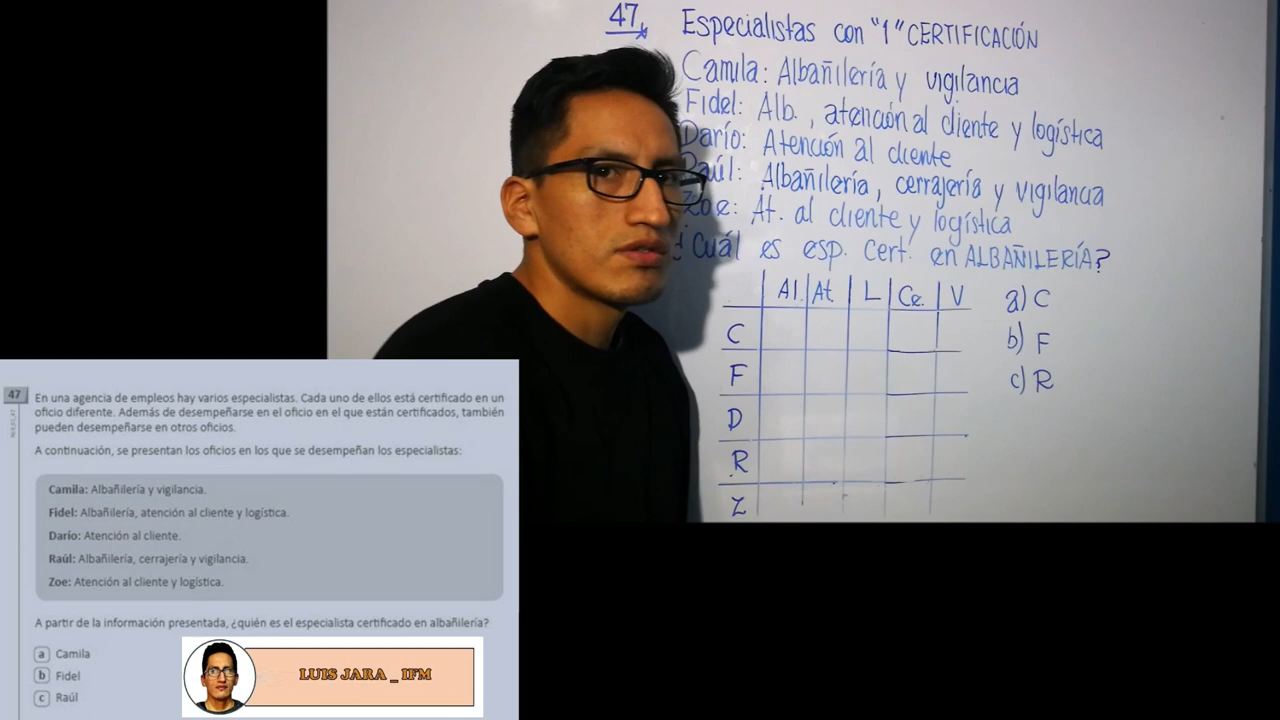 47
Especialistas con "1" CERTIFICACIÓN
Camila: Albañilería y vigilancia
Fidel: Alb., atención al cliente y logística
Darío: Atención al cliente
Raúl: Albañilería, cerrajería y vigilancia
Zoe: At. al cliente y logística
¿Cuál es esp. cert. en ALBAÑILERÍA?
Al. At. L Ce. V
C
F
D
R
Z
a) C
b) F
c) R
47
En una agencia de empleos hay varios especialistas. Cada uno de ellos está certificado en un
oficio diferente. Además de desempeñarse en el oficio en el que están certificados, también
pueden desempeñarse en otros oficios.
A continuación, se presentan los oficios en los que se desempeñan los especialistas:
Camila: Albañilería y vigilancia.
Fidel: Albañilería, atención al cliente y logística.
Darío: Atención al cliente.
Raúl: Albañilería, cerrajería y vigilancia.
Zoe: Atención al cliente y logística.
A partir de la información presentada, ¿quién es el especialista certificado en albañilería?
a Camila
b Fidel
c Raúl
LUIS JARA _ IFM